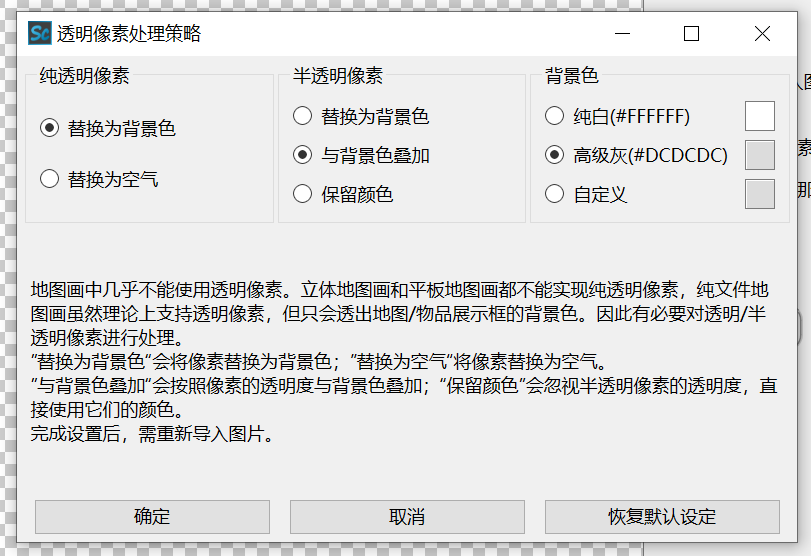 Sc 透明像素处理策略
纯透明像素
替换为背景色
替换为空气
半透明像素
替换为背景色
与背景色叠加
保留颜色
背景色
纯白(#FFFFFF)
高级灰(#DCDCDC)
自定义
地图画中几乎不能使用透明像素。立体地图画和平板地图画都不能实现纯透明像素，纯文件地
图画虽然理论上支持透明像素，但只会透出地图/物品展示框的背景色。因此有必要对透明/半
透明像素进行处理。
“替换为背景色“会将像素替换为背景色；”替换为空气“将像素替换为空气。
”与背景色叠加“会按照像素的透明度与背景色叠加；“保留颜色”会忽视半透明像素的透明度，直
接使用它们的颜色。
完成设置后，需重新导入图片。
确定
取消
恢复默认设定
素